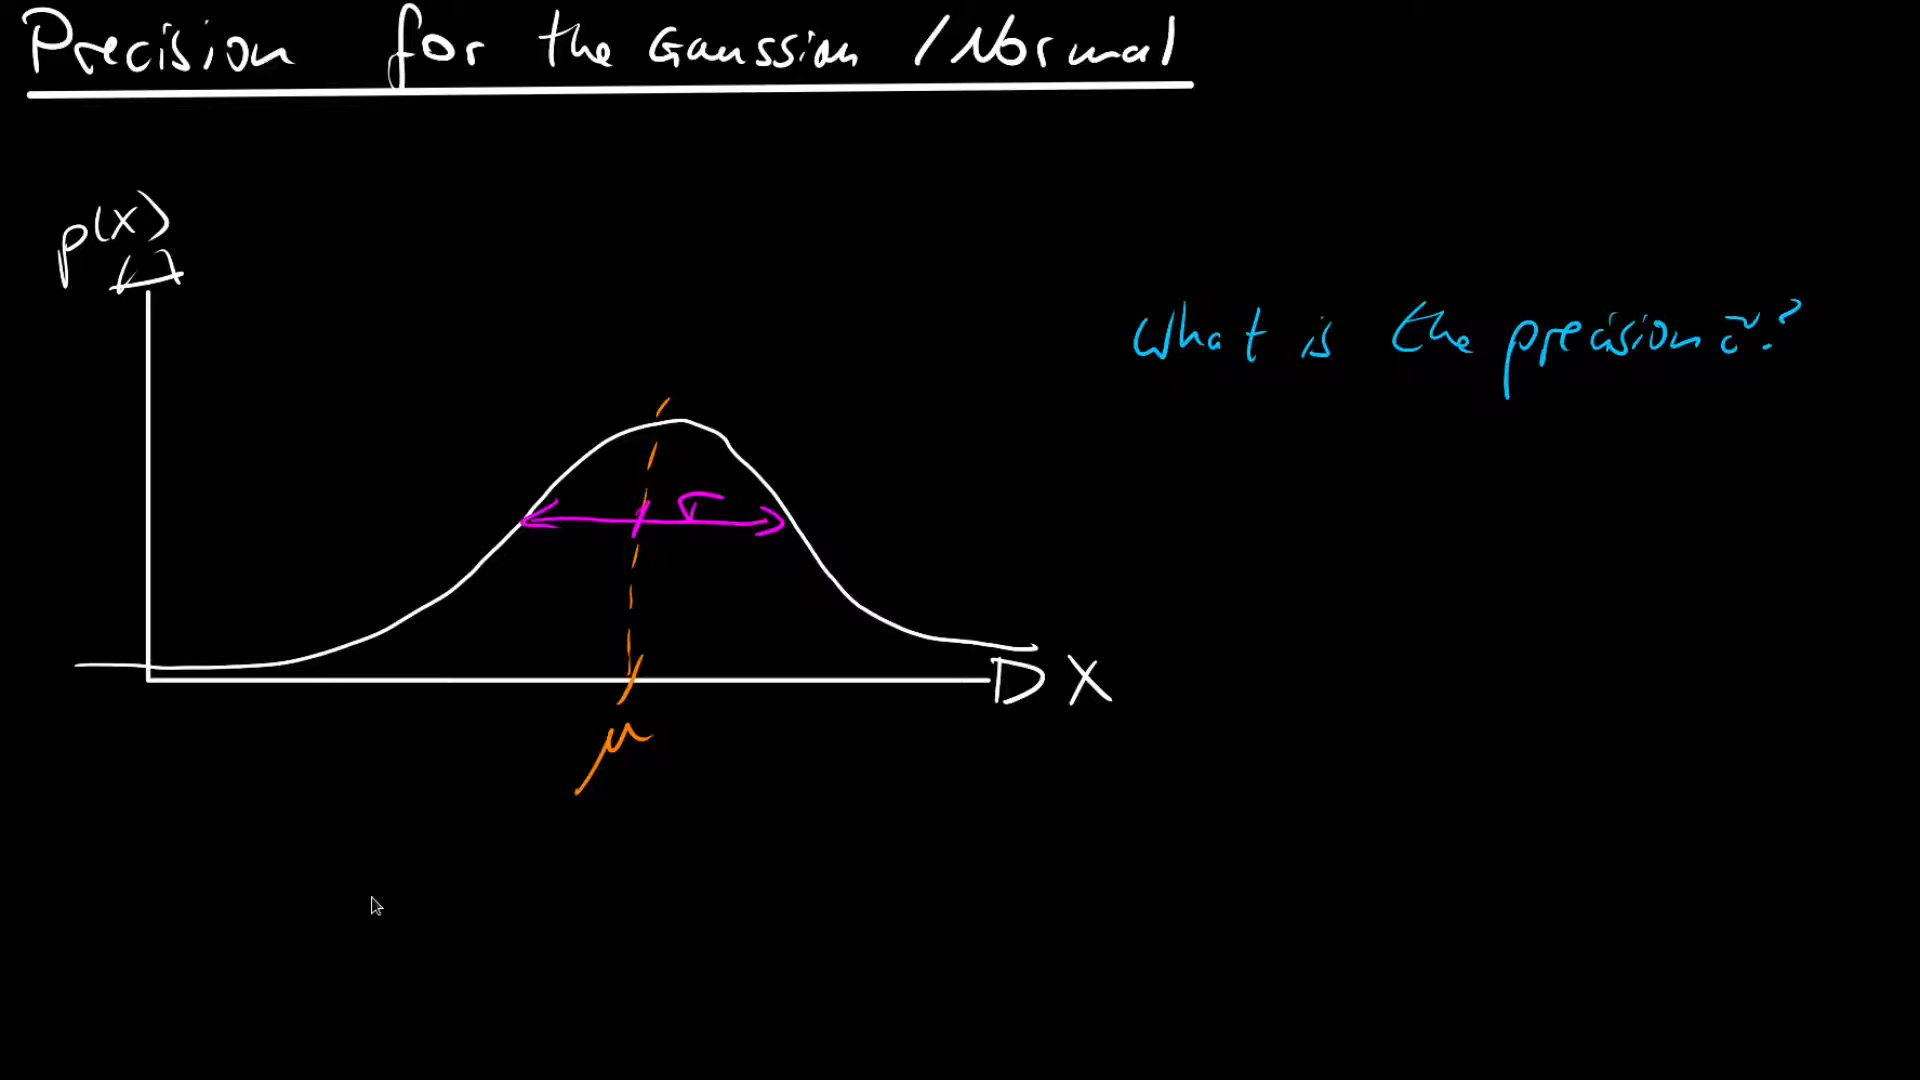 Precision for the Gaussian / Normal
p(x)
What is the precision τ?
σ
x
μ